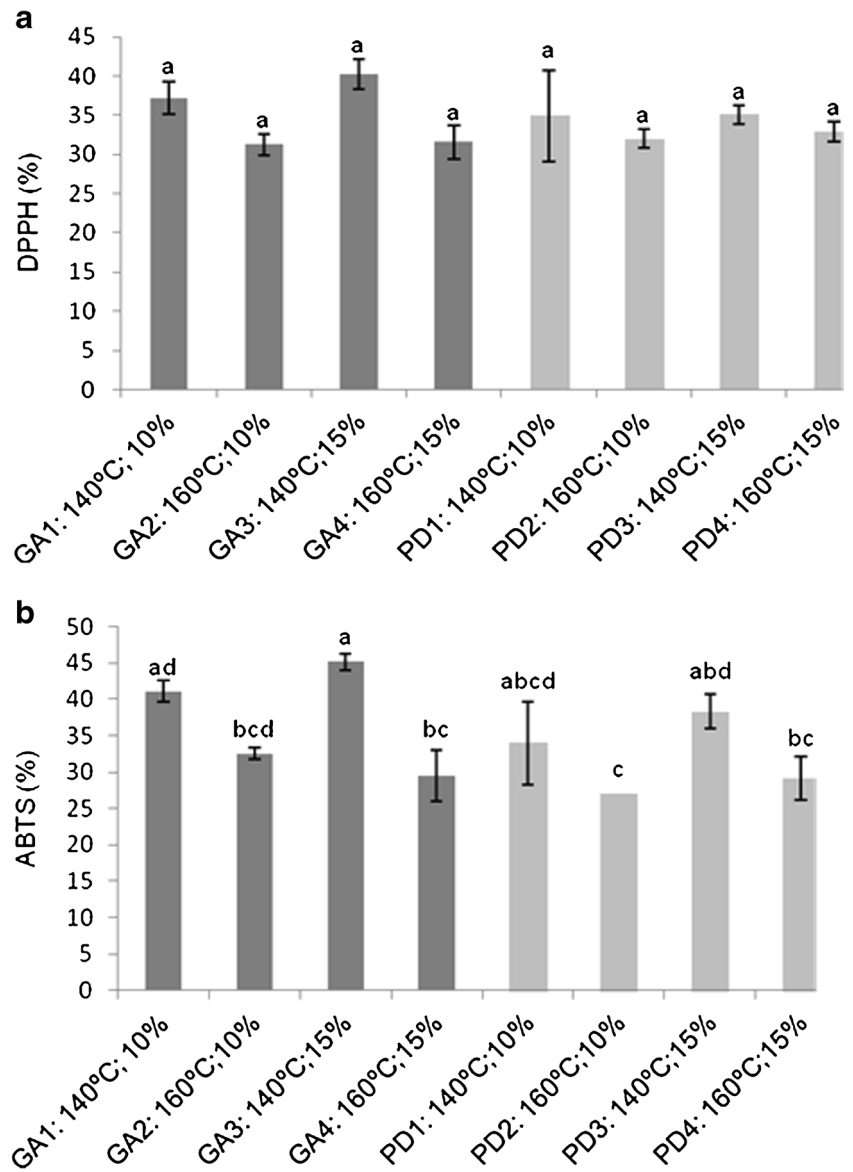 a
DPPH (%)
45
40
35
30
25
20
15
10
5
0
a
a
a
a
a
a
a
a
GA1: 140ºC; 10%
GA2: 160ºC;10%
GA3: 140ºC;15%
GA4: 160ºC;15%
PD1: 140ºC;10%
PD2: 160ºC;10%
PD3: 140ºC;15%
PD4: 160ºC;15%
b
ABTS (%)
50
45
40
35
30
25
20
15
10
5
0
ad
bcd
a
bc
abcd
c
abd
bc
GA1: 140ºC; 10%
GA2: 160ºC;10%
GA3: 140ºC;15%
GA4: 160ºC;15%
PD1: 140ºC;10%
PD2: 160ºC;10%
PD3: 140ºC;15%
PD4: 160ºC;15%